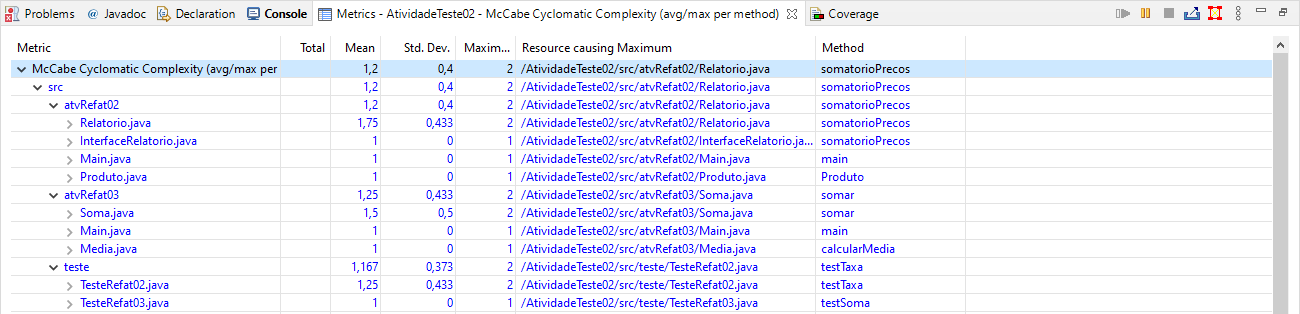 Problems @ Javadoc Declaration Console Metrics - AtividadeTeste02 - McCabe Cyclomatic Complexity (avg/max per method) Coverage
Metric Total Mean Std. Dev. Maxim... Resource causing Maximum Method
McCabe Cyclomatic Complexity (avg/max per 1,2 0,4 2 /AtividadeTeste02/src/atvRefat02/Relatorio.java somatorioPrecos
src 1,2 0,4 2 /AtividadeTeste02/src/atvRefat02/Relatorio.java somatorioPrecos
atvRefat02 1,2 0,4 2 /AtividadeTeste02/src/atvRefat02/Relatorio.java somatorioPrecos
Relatorio.java 1,75 0,433 2 /AtividadeTeste02/src/atvRefat02/Relatorio.java somatorioPrecos
InterfaceRelatorio.java 1 0 1 /AtividadeTeste02/src/atvRefat02/InterfaceRelatorio.ja... somatorioPrecos
Main.java 1 0 1 /AtividadeTeste02/src/atvRefat02/Main.java main
Produto.java 1 0 1 /AtividadeTeste02/src/atvRefat02/Produto.java Produto
atvRefat03 1,25 0,433 2 /AtividadeTeste02/src/atvRefat03/Soma.java somar
Soma.java 1,5 0,5 2 /AtividadeTeste02/src/atvRefat03/Soma.java somar
Main.java 1 0 1 /AtividadeTeste02/src/atvRefat03/Main.java main
Media.java 1 0 1 /AtividadeTeste02/src/atvRefat03/Media.java calcularMedia
teste 1,167 0,373 2 /AtividadeTeste02/src/teste/TesteRefat02.java testTaxa
TesteRefat02.java 1,25 0,433 2 /AtividadeTeste02/src/teste/TesteRefat02.java testTaxa
TesteRefat03.java 1 0 1 /AtividadeTeste02/src/teste/TesteRefat03.java testSoma